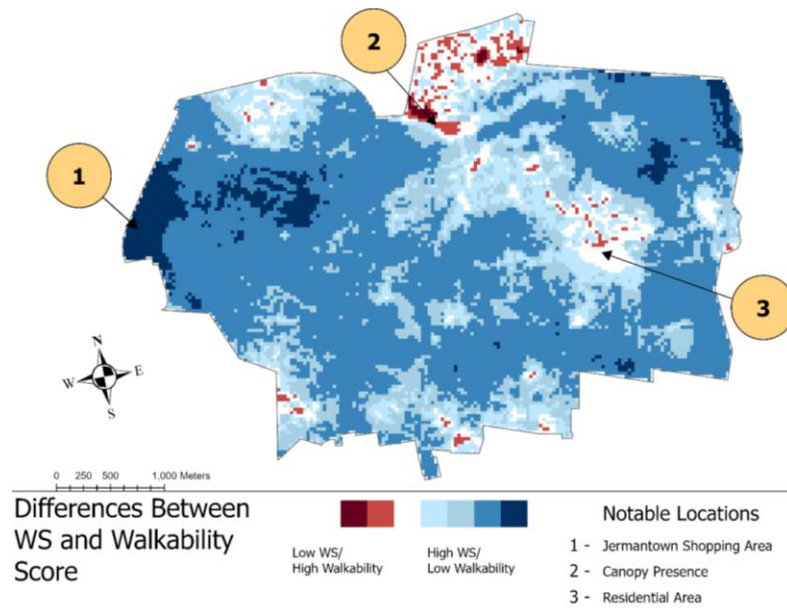 2
1
3
N
W E
S
0 250 500 1,000 Meters
Differences Between
WS and Walkability
Score
Low WS/
High Walkability
High WS/
Low Walkability
Notable Locations
1 - Jermantown Shopping Area
2 - Canopy Presence
3 - Residential Area